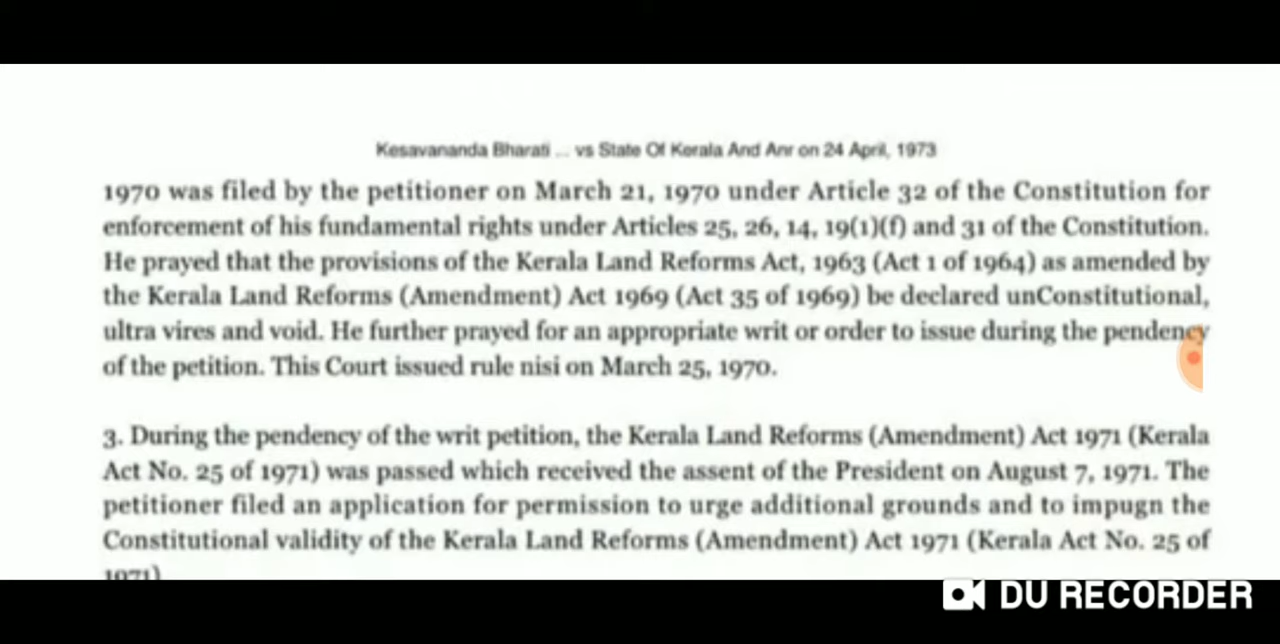 Kesavananda Bharati ... vs State Of Kerala And Anr on 24 April, 1973
1970 was filed by the petitioner on March 21, 1970 under Article 32 of the Constitution for
enforcement of his fundamental rights under Articles 25, 26, 14, 19(1)(f) and 31 of the Constitution.
He prayed that the provisions of the Kerala Land Reforms Act, 1963 (Act 1 of 1964) as amended by
the Kerala Land Reforms (Amendment) Act 1969 (Act 35 of 1969) be declared unConstitutional,
ultra vires and void. He further prayed for an appropriate writ or order to issue during the pendency
of the petition. This Court issued rule nisi on March 25, 1970.
3. During the pendency of the writ petition, the Kerala Land Reforms (Amendment) Act 1971 (Kerala
Act No. 25 of 1971) was passed which received the assent of the President on August 7, 1971. The
petitioner filed an application for permission to urge additional grounds and to impugn the
Constitutional validity of the Kerala Land Reforms (Amendment) Act 1971 (Kerala Act No. 25 of
1971)
DU RECORDER